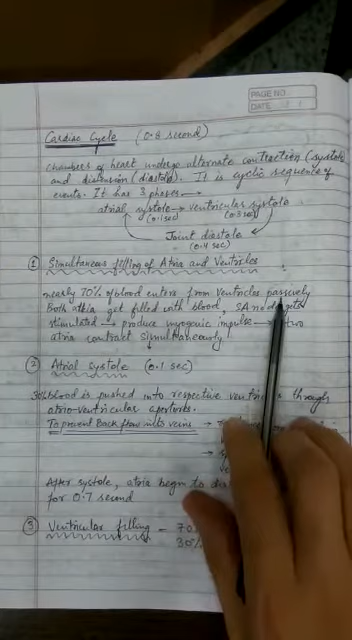 PAGE NO.
DATE
Cardiac Cycle (0.8 second)
Chambers of heart undergo alternate contraction (systole)
and distension (diastole). It is cyclic sequence of
events. It has 3 phases →
atrial systole → ventricular systole
(0.1 sec) (0.3 sec)
Joint diastole
(0.4 sec)
① Simultaneous filling of Atria and Ventricles
nearly 70% of blood enters from ventricles passively
Both atria get filled with blood, SA node gets
stimulated → produce myogenic impulse → two
atria contract simultaneously
② Atrial systole (0.1 sec)
30% blood is pushed into respective ventricles through
atrio-ventricular apertures.
To prevent Back flow into veins →
After systole, atria begin to
for 0.7 second
③ Ventricular filling – 70
30%